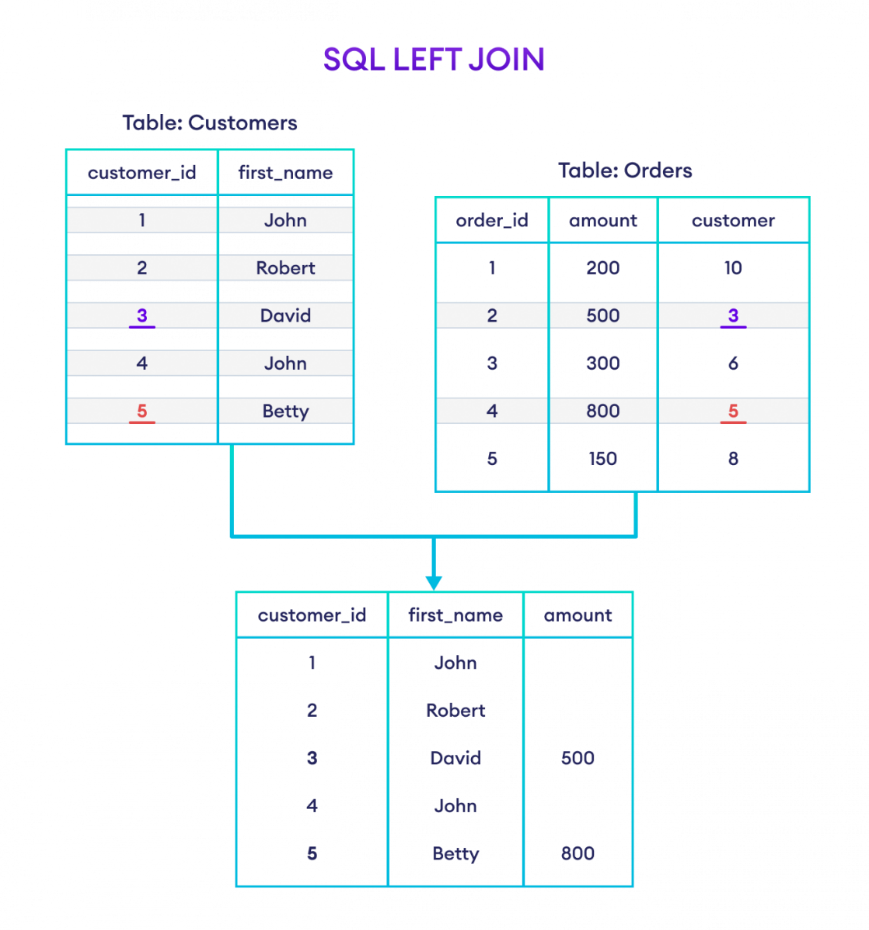 SQL LEFT JOIN
Table: Customers
customer_id first_name
1 John
2 Robert
3 David
4 John
5 Betty
Table: Orders
order_id amount customer
1 200 10
2 500 3
3 300 6
4 800 5
5 150 8
customer_id first_name amount
1 John
2 Robert
3 David 500
4 John
5 Betty 800